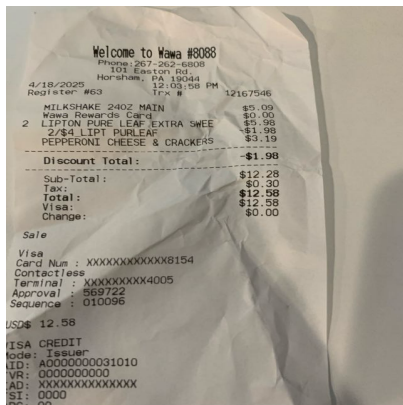 Welcome to Wawa #8088
Phone:267-262-6808
101 Easton Rd.
Horsham, PA 19044
4/18/2025 12:03:58 PM
Register #63 Trx # 12167546
MILKSHAKE 24OZ MAIN $5.09
Wawa Rewards Card $0.00
2 LIPTON PURE LEAF EXTRA SWEE $5.98
2/$4 LIPT PURLEAF -$1.98
PEPPERONI CHEESE & CRACKERS $3.19
Discount Total: -$1.98
Sub-Total: $12.28
Tax: $0.30
Total: $12.58
Visa: $12.58
Change: $0.00
Sale
Visa
Card Num : XXXXXXXXXXXX8154
Contactless
Terminal : XXXXXXXXX4005
Approval : 569722
Sequence : 010096
USD$ 12.58
VISA CREDIT
Mode: Issuer
AID: A0000000031010
TVR: 0000000000
IAD: XXXXXXXXXXXXXX
TSI: 0000